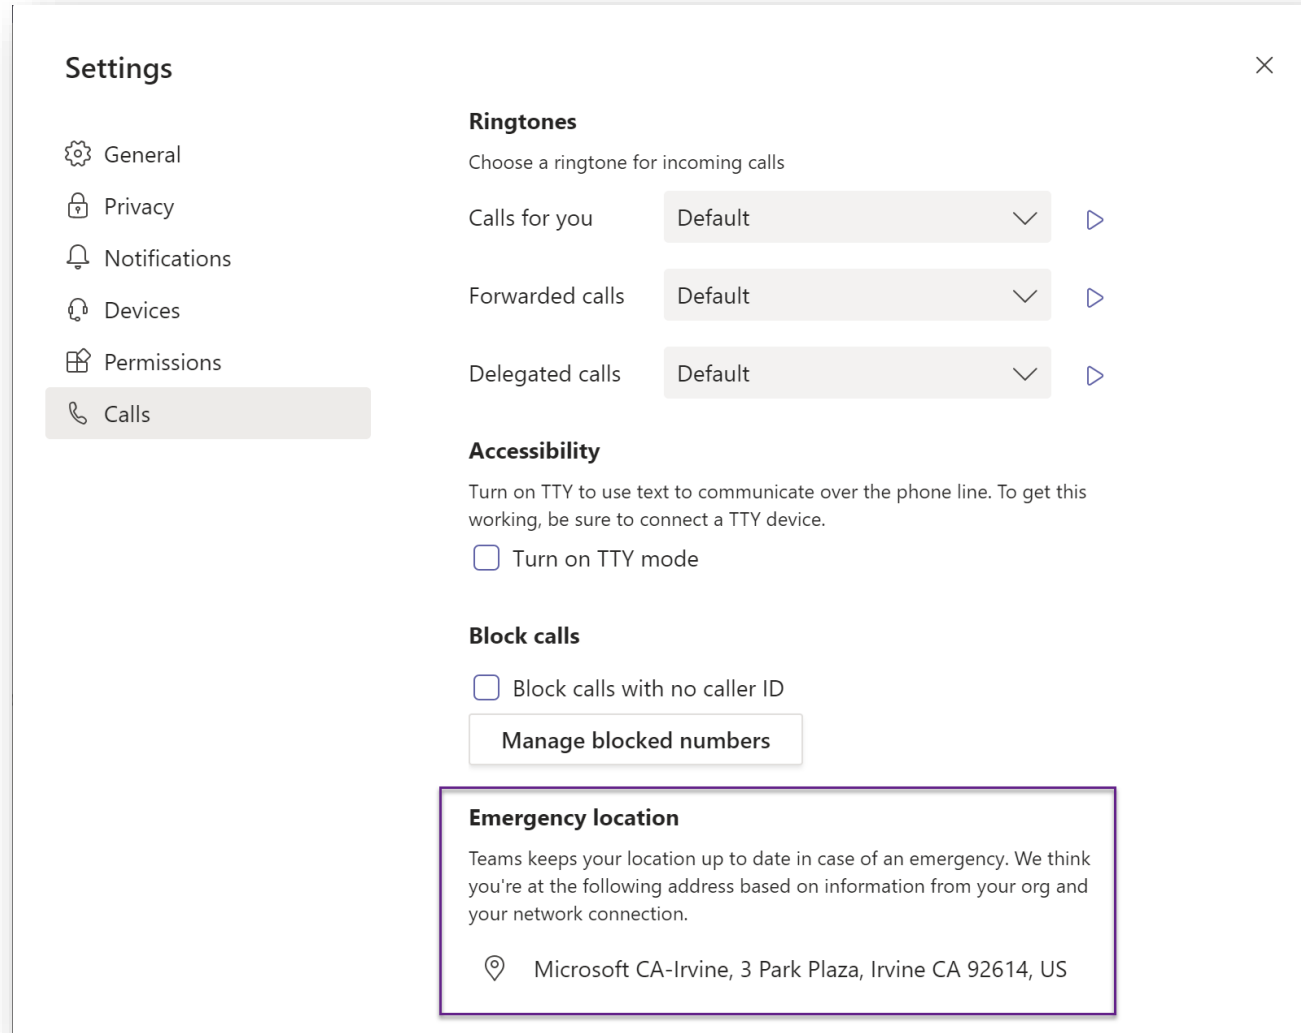 Settings
General
Privacy
Notifications
Devices
Permissions
Calls
Ringtones
Choose a ringtone for incoming calls
Calls for you
Default
Forwarded calls
Default
Delegated calls
Default
Accessibility
Turn on TTY to use text to communicate over the phone line. To get this
working, be sure to connect a TTY device.
Turn on TTY mode
Block calls
Block calls with no caller ID
Manage blocked numbers
Emergency location
Teams keeps your location up to date in case of an emergency. We think
you're at the following address based on information from your org and
your network connection.
Microsoft CA-Irvine, 3 Park Plaza, Irvine CA 92614, US